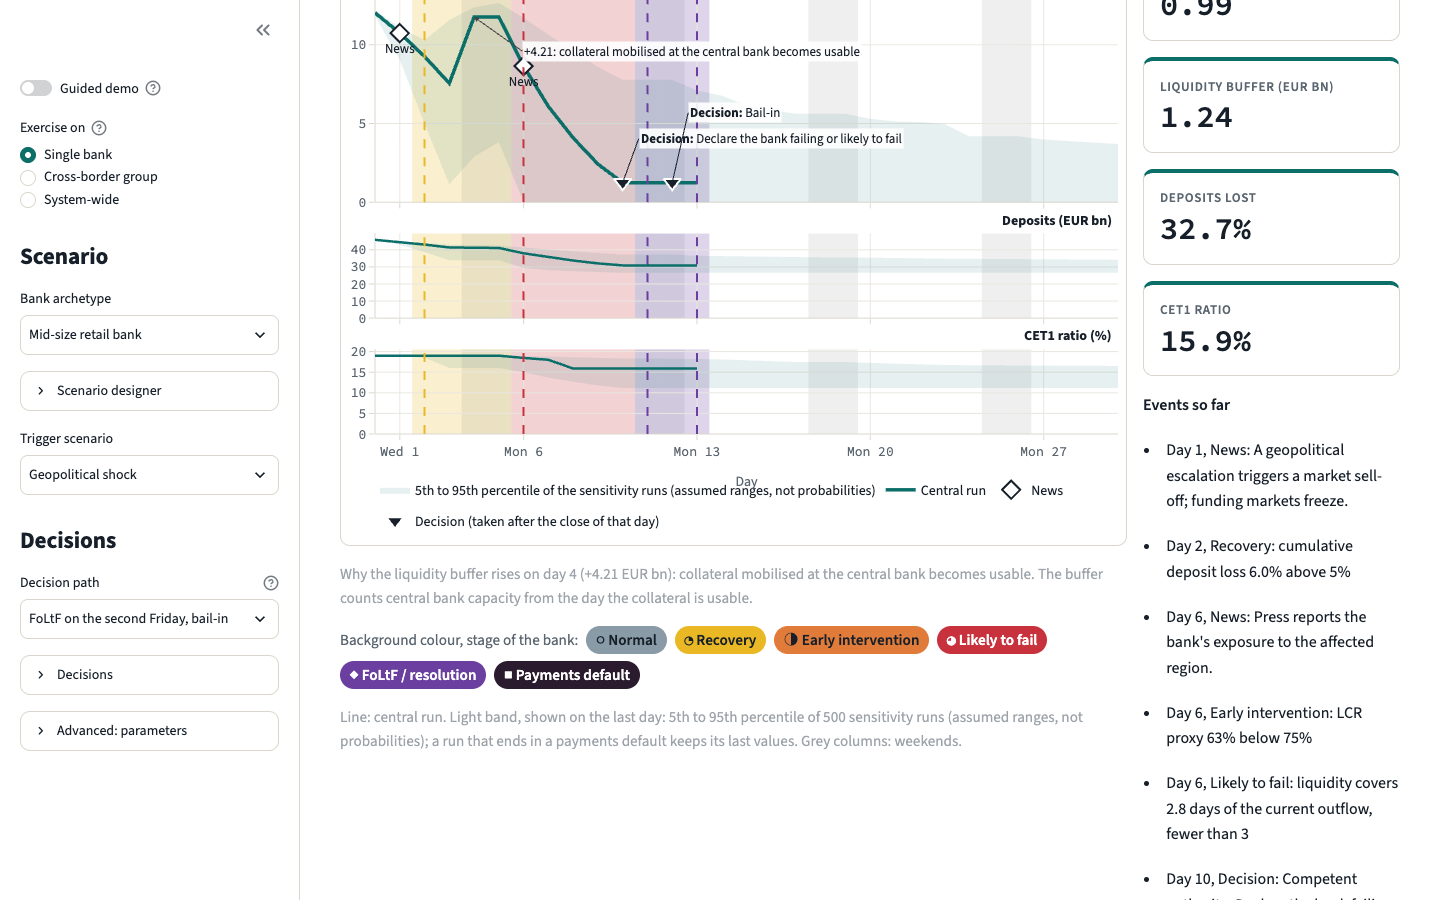 Guided demo
Exercise on
Single bank
Cross-border group
System-wide
Scenario
Bank archetype
Mid-size retail bank
Scenario designer
Trigger scenario
Geopolitical shock
Decisions
Decision path
FoLtF on the second Friday, bail-in
Decisions
Advanced: parameters
10
5
0
News
+4.21: collateral mobilised at the central bank becomes usable
News
Decision: Bail-in
Decision: Declare the bank failing or likely to fail
Deposits (EUR bn)
40
30
20
10
0
CET1 ratio (%)
20
15
10
5
0
Wed 1
Mon 6
Mon 13
Mon 20
Mon 27
Day
5th to 95th percentile of the sensitivity runs (assumed ranges, not probabilities)
Central run
News
Decision (taken after the close of that day)
Why the liquidity buffer rises on day 4 (+4.21 EUR bn): collateral mobilised at the central bank becomes usable. The buffer
counts central bank capacity from the day the collateral is usable.
Background colour, stage of the bank:
Normal
Recovery
Early intervention
Likely to fail
FoLtF / resolution
Payments default
Line: central run. Light band, shown on the last day: 5th to 95th percentile of 500 sensitivity runs (assumed ranges, not
probabilities); a run that ends in a payments default keeps its last values. Grey columns: weekends.
0.99
LIQUIDITY BUFFER (EUR BN)
1.24
DEPOSITS LOST
32.7%
CET1 RATIO
15.9%
Events so far
Day 1, News: A geopolitical
escalation triggers a market sell-
off; funding markets freeze.
Day 2, Recovery: cumulative
deposit loss 6.0% above 5%
Day 6, News: Press reports the
bank's exposure to the affected
region.
Day 6, Early intervention: LCR
proxy 63% below 75%
Day 6, Likely to fail: liquidity covers
2.8 days of the current outflow,
fewer than 3
Day 10, Decision: Competent